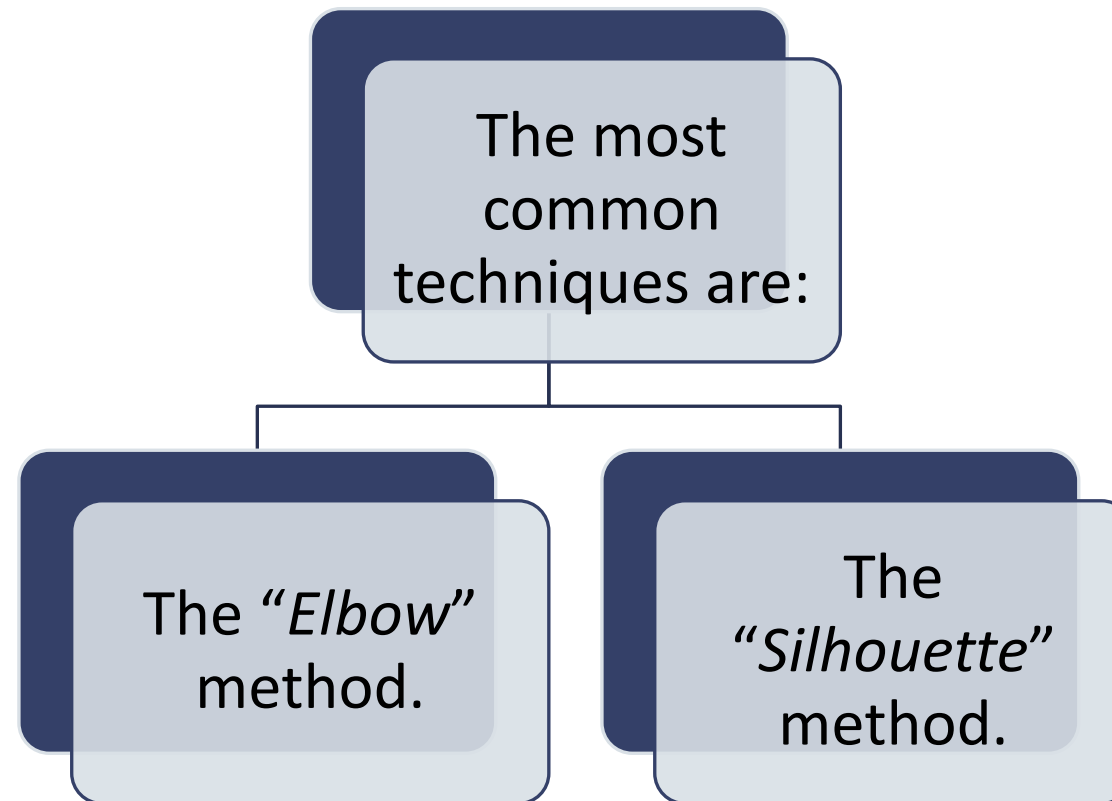 The most
common
techniques are:
The “Elbow”
method.
The
“Silhouette”
method.